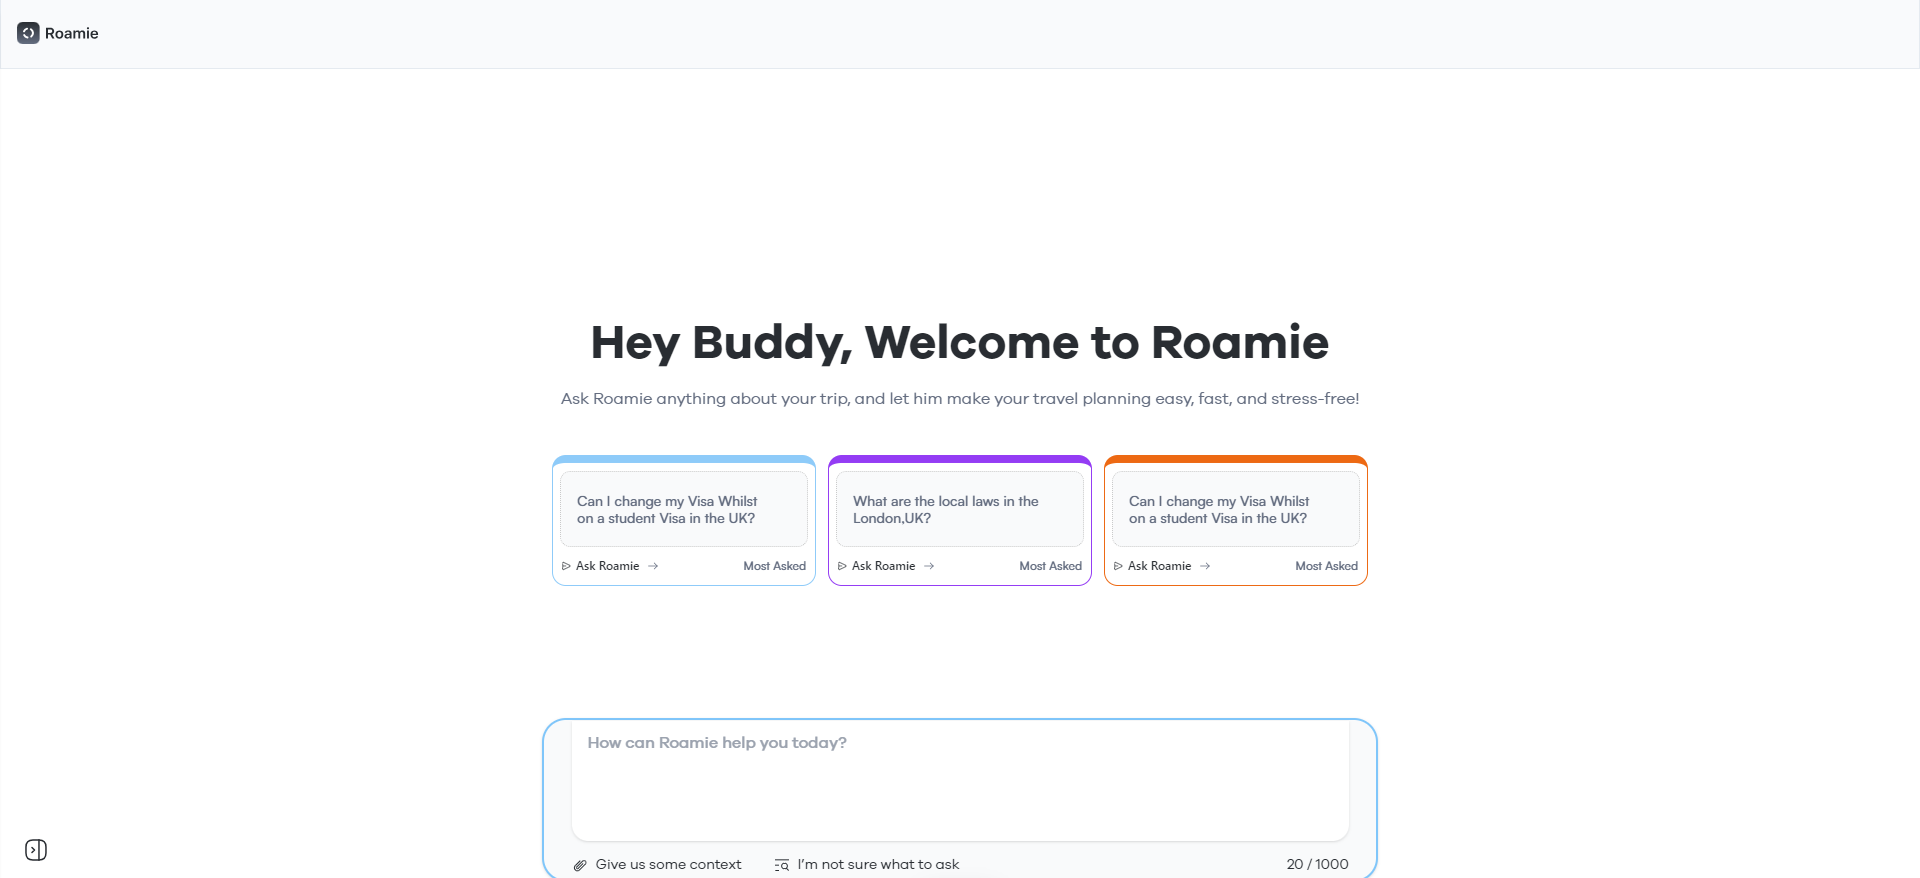 Roamie
Hey Buddy, Welcome to Roamie
Ask Roamie anything about your trip, and let him make your travel planning easy, fast, and stress-free!
Can I change my Visa Whilst
on a student Visa in the UK?
Ask Roamie
Most Asked
What are the local laws in the
London,UK?
Ask Roamie
Most Asked
Can I change my Visa Whilst
on a student Visa in the UK?
Ask Roamie
Most Asked
How can Roamie help you today?
Give us some context
I'm not sure what to ask
20 / 1000